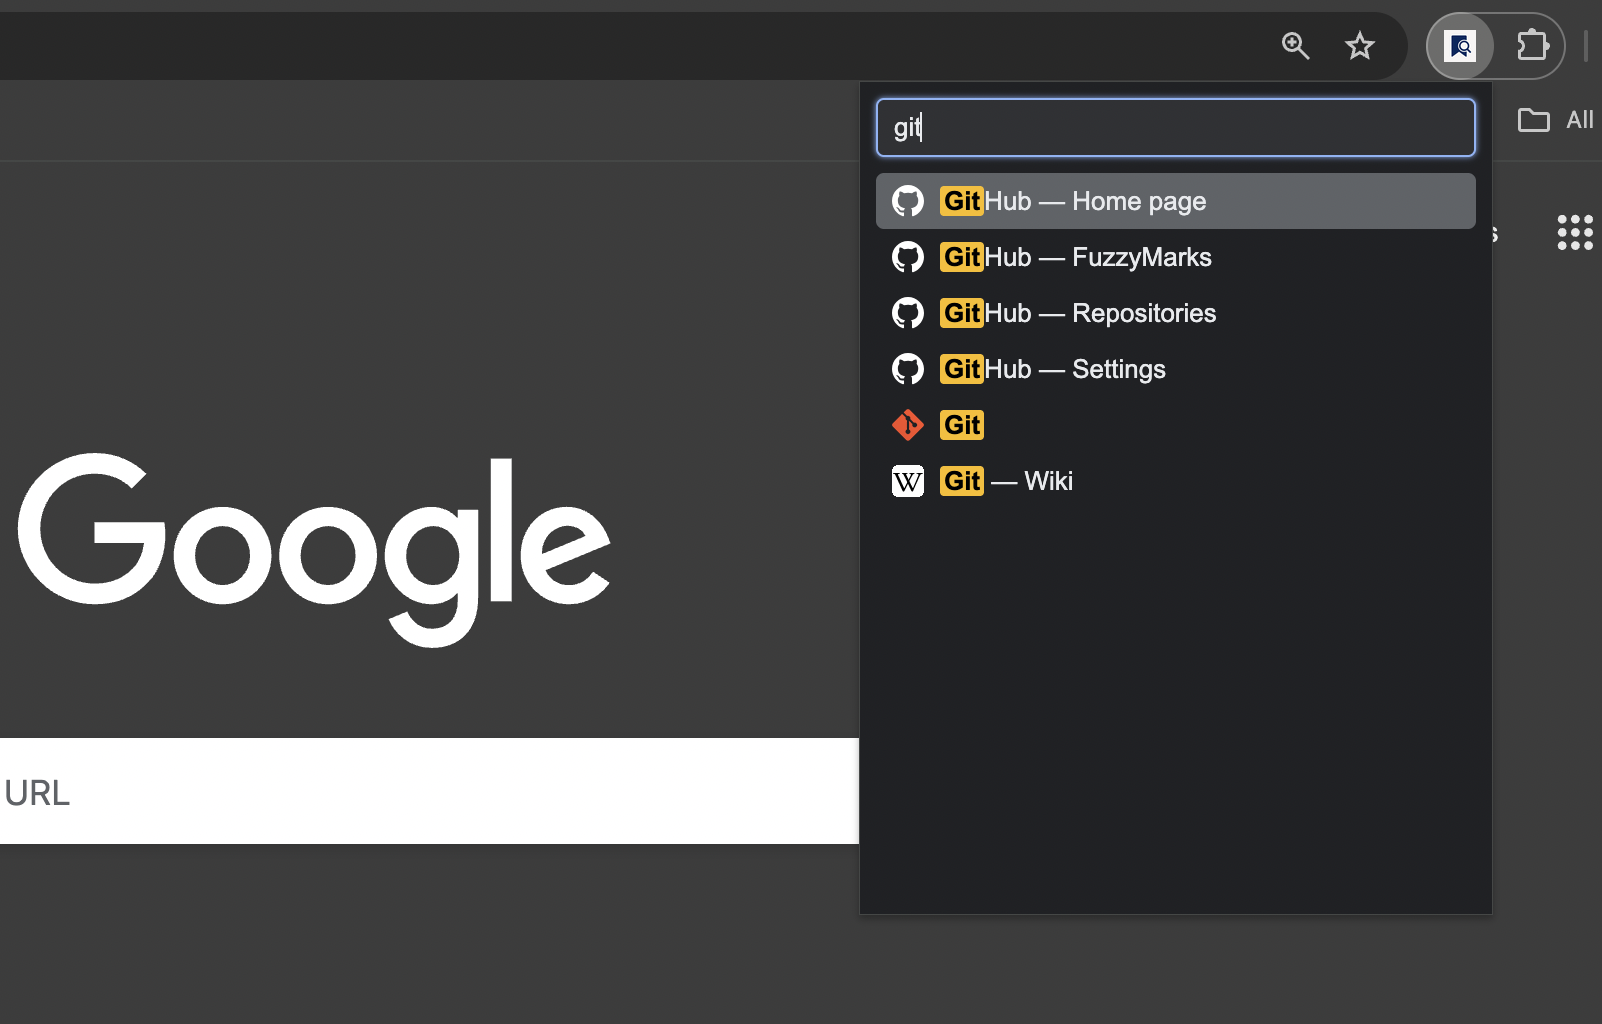 git
All
GitHub — Home page
GitHub — FuzzyMarks
GitHub — Repositories
GitHub — Settings
Git
W Git — Wiki
Google
URL